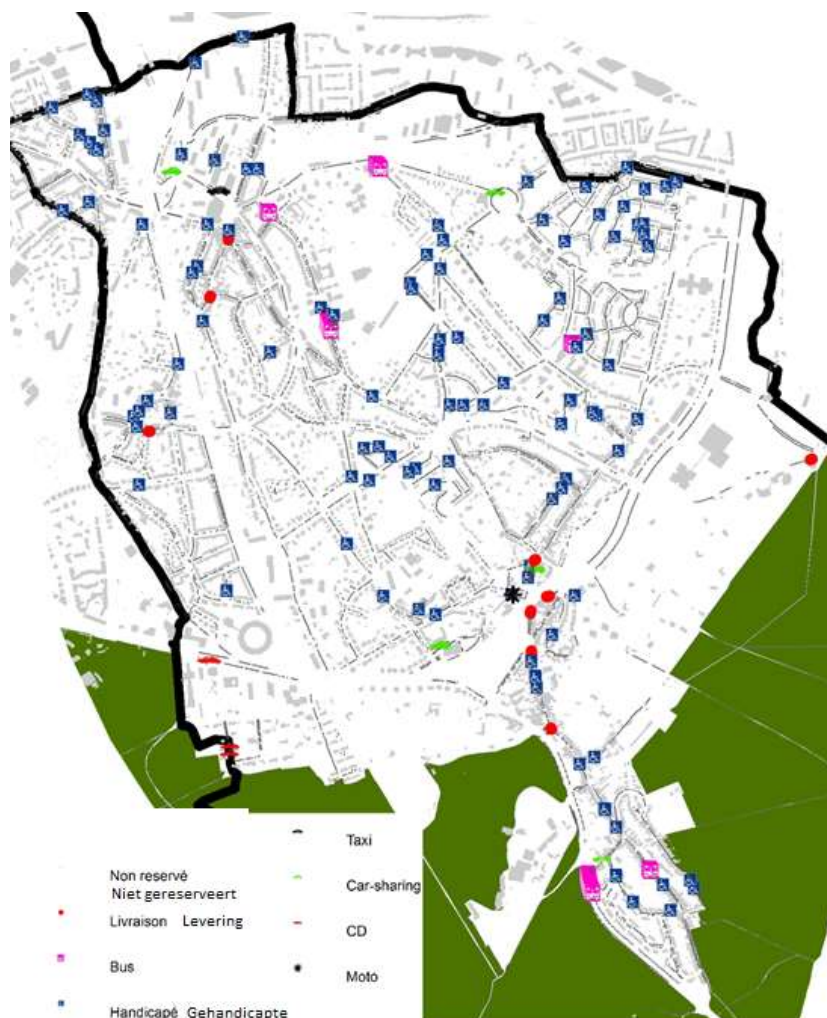 Non reservé
Niet gereserveert
Livraison Levering
Bus
Handicapé Gehandicapte
Taxi
Car-sharing
CD
Moto